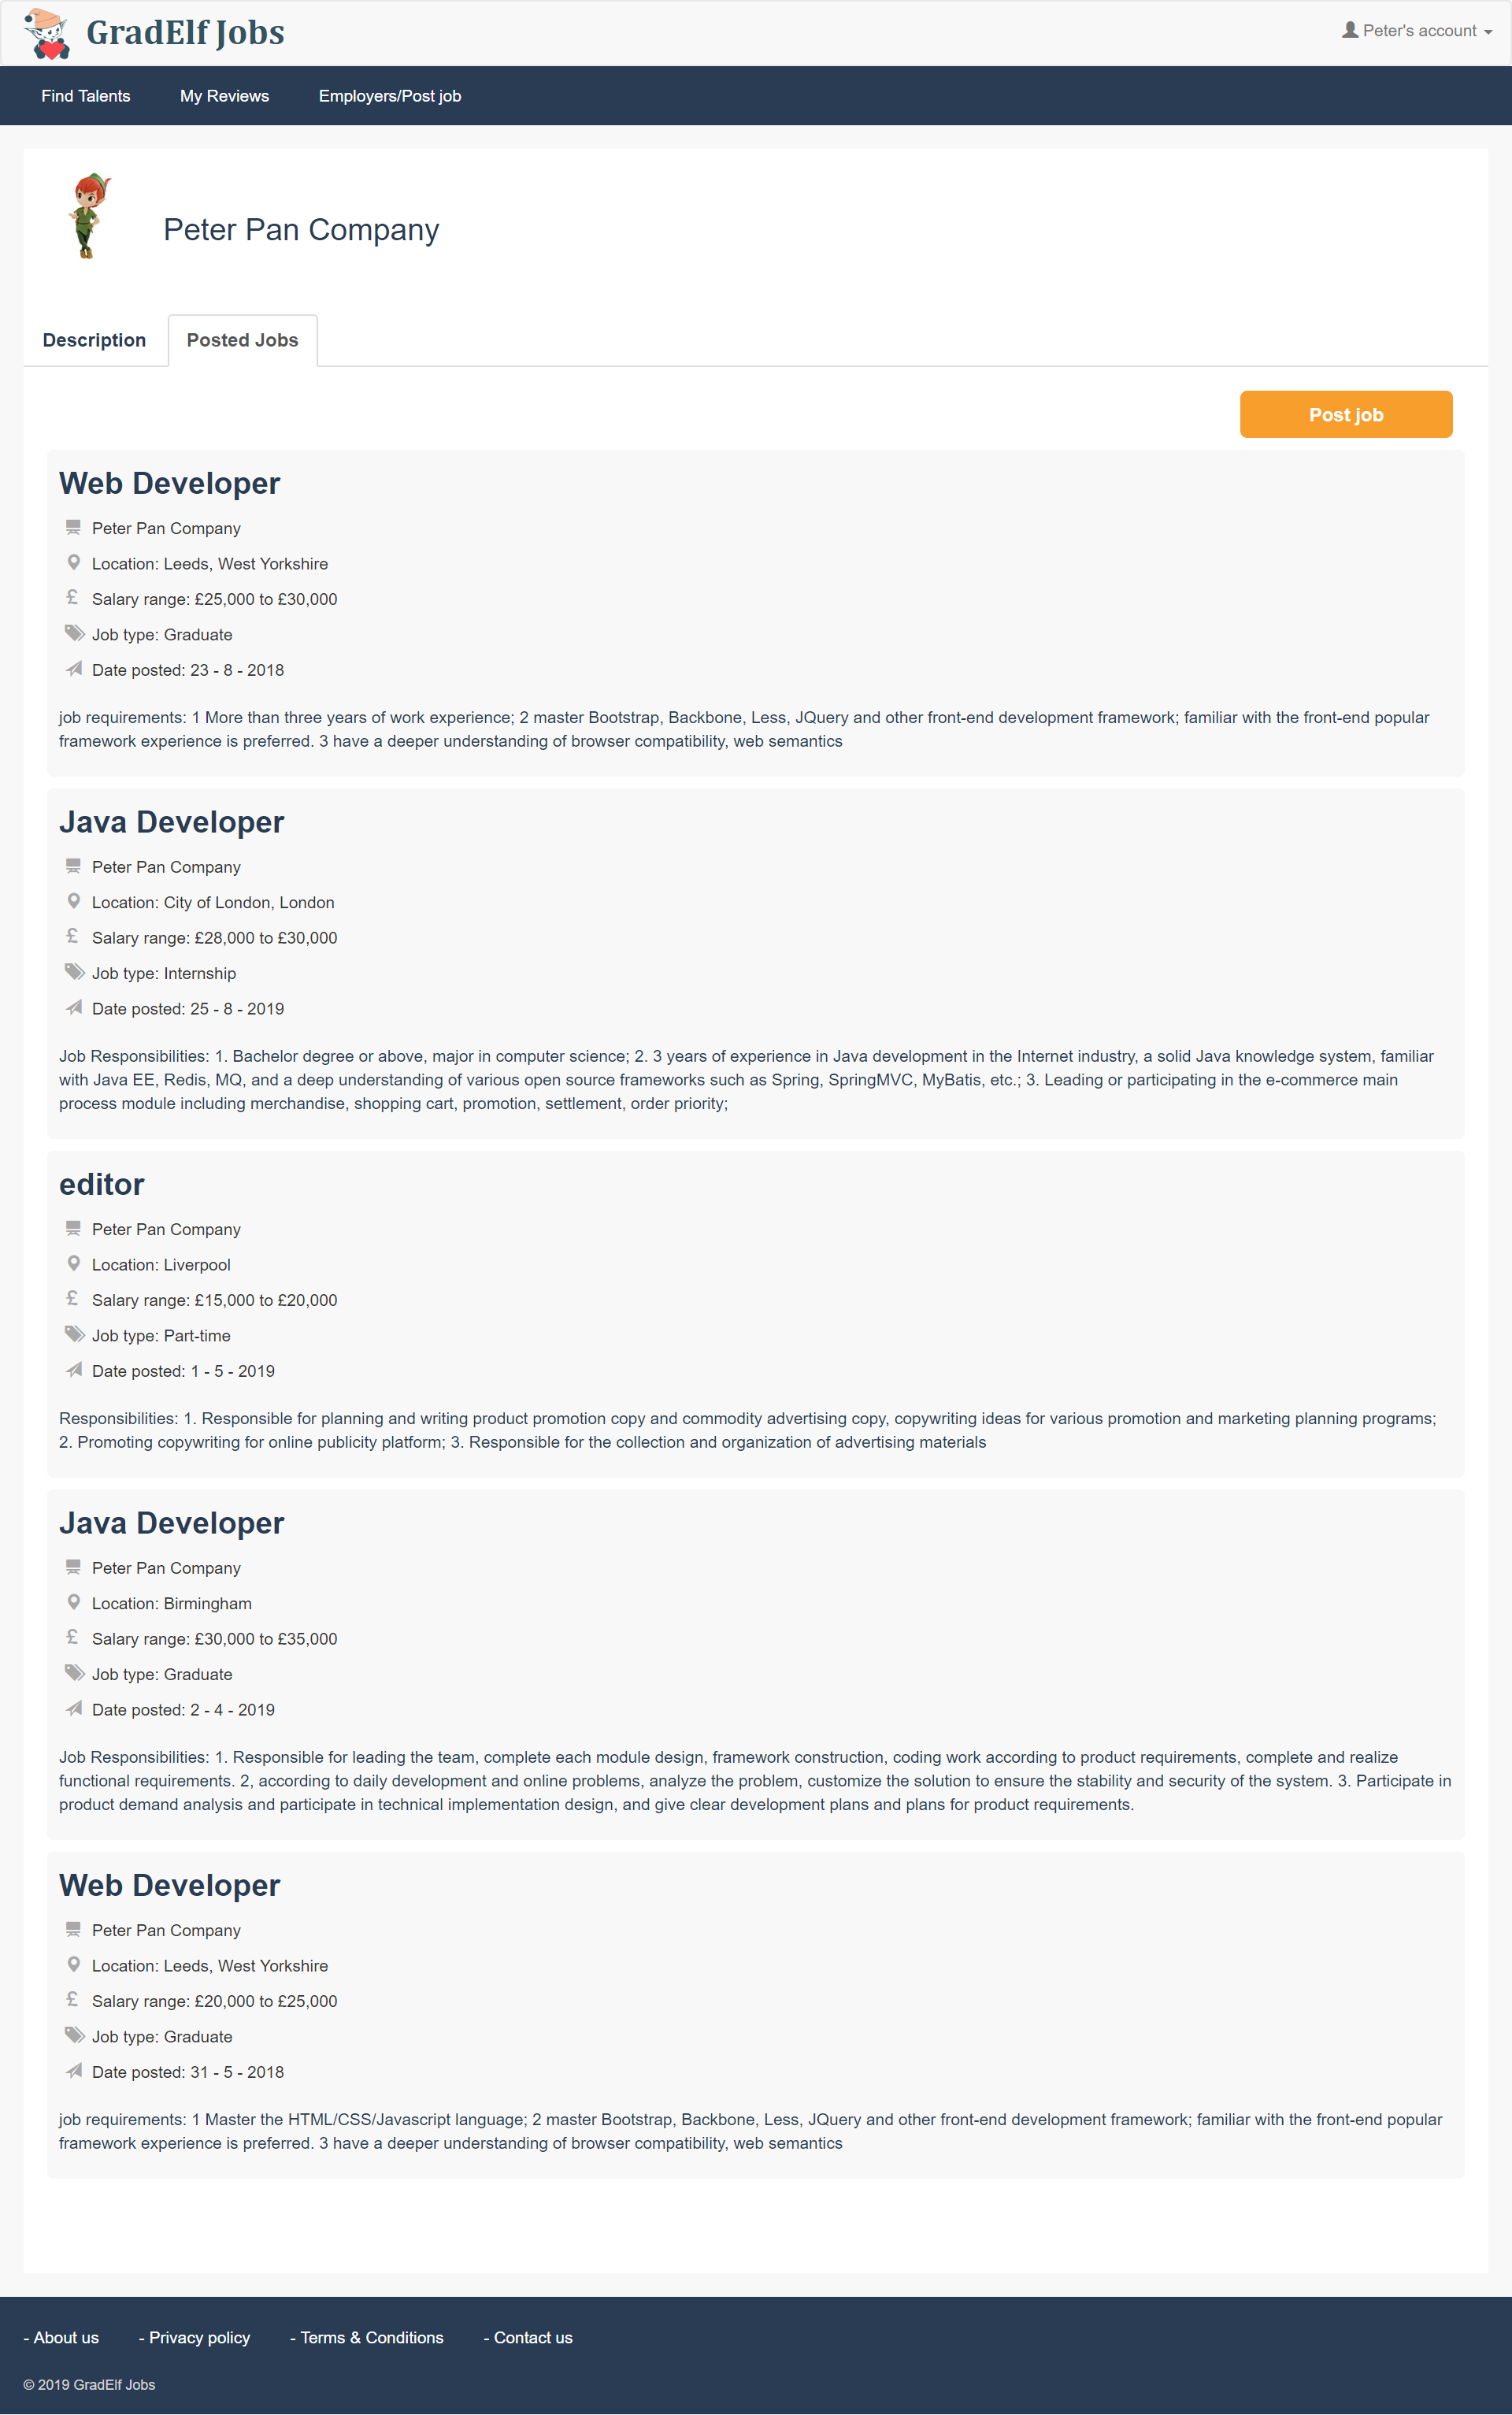 GradElf Jobs
Peter's account
Find Talents
My Reviews
Employers/Post job
Peter Pan Company
Description
Posted Jobs
Post job
Web Developer
Peter Pan Company
Location: Leeds, West Yorkshire
Salary range: £25,000 to £30,000
Job type: Graduate
Date posted: 23 - 8 - 2018
job requirements: 1 More than three years of work experience; 2 master Bootstrap, Backbone, Less, JQuery and other front-end development framework; familiar with the front-end popular
framework experience is preferred. 3 have a deeper understanding of browser compatibility, web semantics
Java Developer
Peter Pan Company
Location: City of London, London
Salary range: £28,000 to £30,000
Job type: Internship
Date posted: 25 - 8 - 2019
Job Responsibilities: 1. Bachelor degree or above, major in computer science; 2. 3 years of experience in Java development in the Internet industry, a solid Java knowledge system, familiar
with Java EE, Redis, MQ, and a deep understanding of various open source frameworks such as Spring, SpringMVC, MyBatis, etc.; 3. Leading or participating in the e-commerce main
process module including merchandise, shopping cart, promotion, settlement, order priority;
editor
Peter Pan Company
Location: Liverpool
Salary range: £15,000 to £20,000
Job type: Part-time
Date posted: 1 - 5 - 2019
Responsibilities: 1. Responsible for planning and writing product promotion copy and commodity advertising copy, copywriting ideas for various promotion and marketing planning programs;
2. Promoting copywriting for online publicity platform; 3. Responsible for the collection and organization of advertising materials
Java Developer
Peter Pan Company
Location: Birmingham
Salary range: £30,000 to £35,000
Job type: Graduate
Date posted: 2 - 4 - 2019
Job Responsibilities: 1. Responsible for leading the team, complete each module design, framework construction, coding work according to product requirements, complete and realize
functional requirements. 2, according to daily development and online problems, analyze the problem, customize the solution to ensure the stability and security of the system. 3. Participate in
product demand analysis and participate in technical implementation design, and give clear development plans and plans for product requirements.
Web Developer
Peter Pan Company
Location: Leeds, West Yorkshire
Salary range: £20,000 to £25,000
Job type: Graduate
Date posted: 31 - 5 - 2018
job requirements: 1 Master the HTML/CSS/Javascript language; 2 master Bootstrap, Backbone, Less, JQuery and other front-end development framework; familiar with the front-end popular
framework experience is preferred. 3 have a deeper understanding of browser compatibility, web semantics
- About us
- Privacy policy
- Terms & Conditions
- Contact us
© 2019 GradElf Jobs